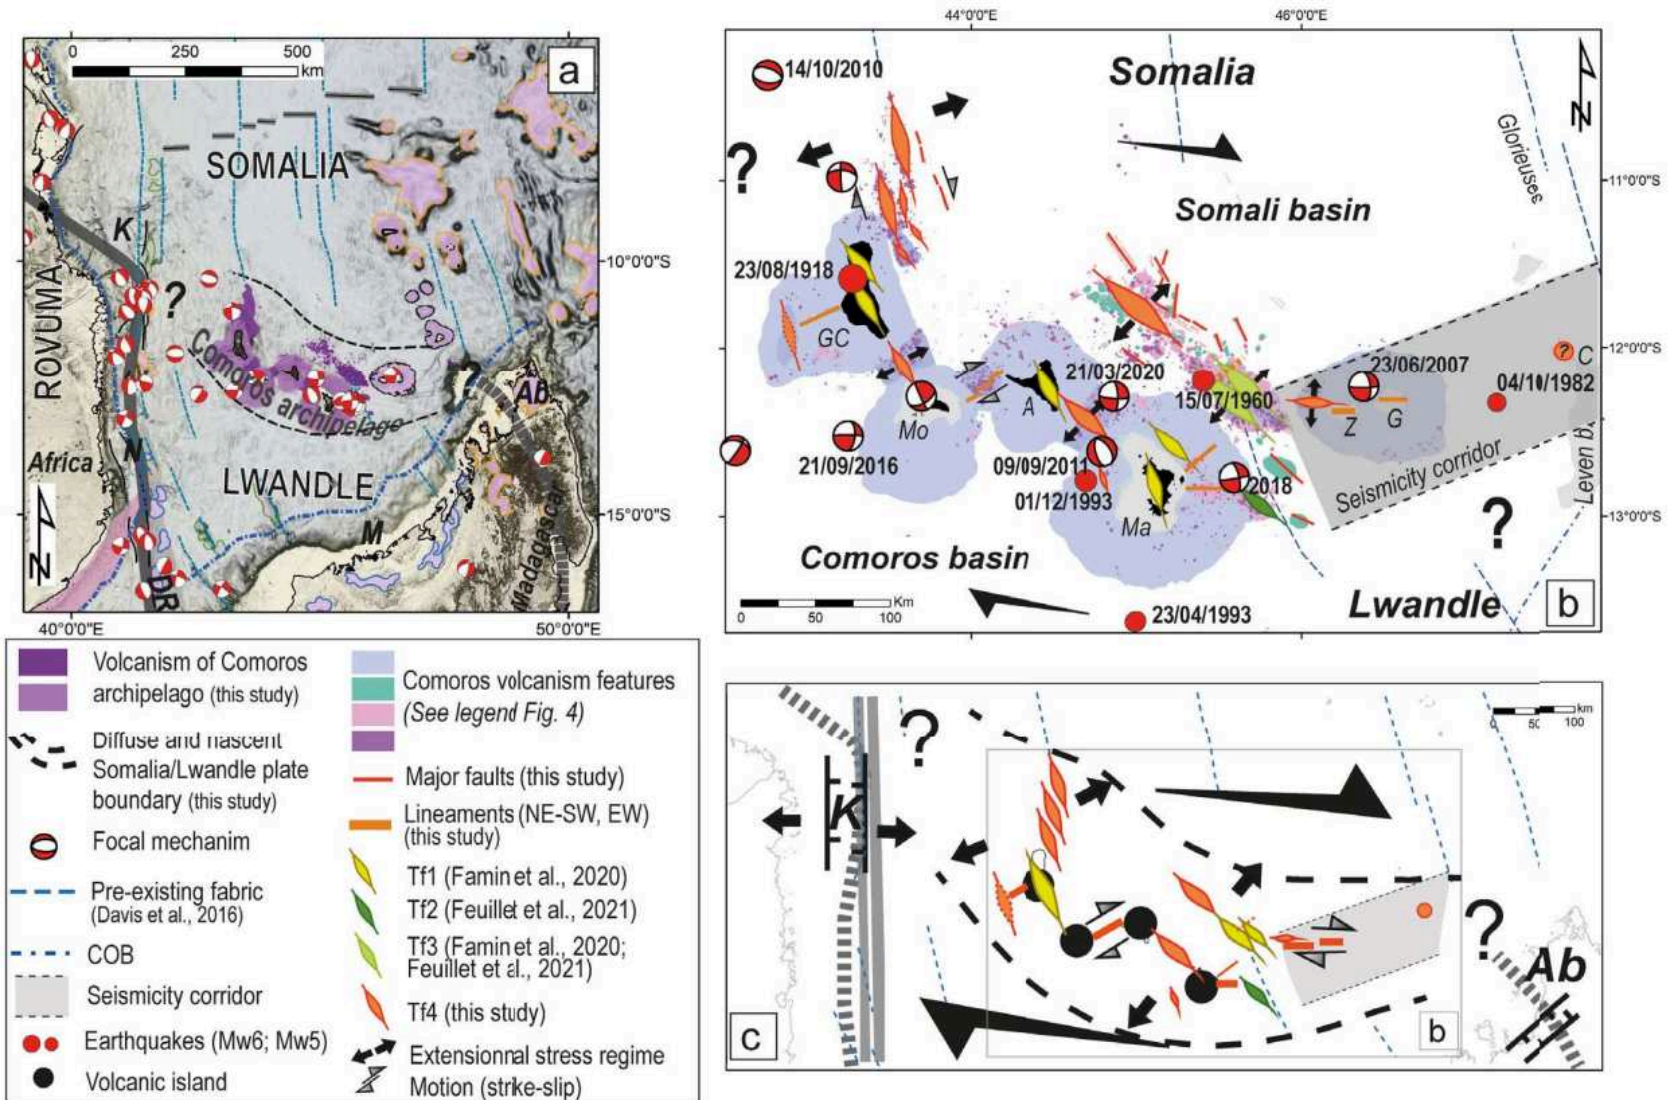 0 250 500
km
a
SOMALIA
K
ROVUMA
?
Comoros archipelago
?
Ab
Africa
N
LWANDLE
M
Madagascar
DR
N
10°0'0"S
15°0'0"S
40°0'0"E
50°0'0"E
44°0'0"E
46°0'0"E
14/10/2010
Somalia
N
?
Glorieuses
11°0'0"S
Somali basin
23/08/1918
GC
12°0'0"S
21/03/2020
23/06/2007
? C
04/10/1982
15/07/1960
A
Mo
Z
G
21/09/2016
09/09/2011
01/12/1993
2018
Seismicity corridor
Leven b.
Ma
?
13°0'0"S
Comoros basin
Lwandle
b
0 50 100
Km
23/04/1993
Volcanism of Comoros
archipelago (this study)
Diffuse and nascent
Somalia/Lwandle plate
boundary (this study)
Focal mechanim
Pre-existing fabric
(Davis et al., 2016)
COB
Seismicity corridor
Earthquakes (Mw6; Mw5)
Volcanic island
Comoros volcanism features
(See legend Fig. 4)
Major faults (this study)
Lineaments (NE-SW, EW)
(this study)
Tf1 (Famin et al., 2020)
Tf2 (Feuillet et al., 2021)
Tf3 (Famin et al., 2020;
Feuillet et al., 2021)
Tf4 (this study)
Extensionnal stress regime
Motion (strike-slip)
km
0 50 100
?
K
?
Ab
c
b